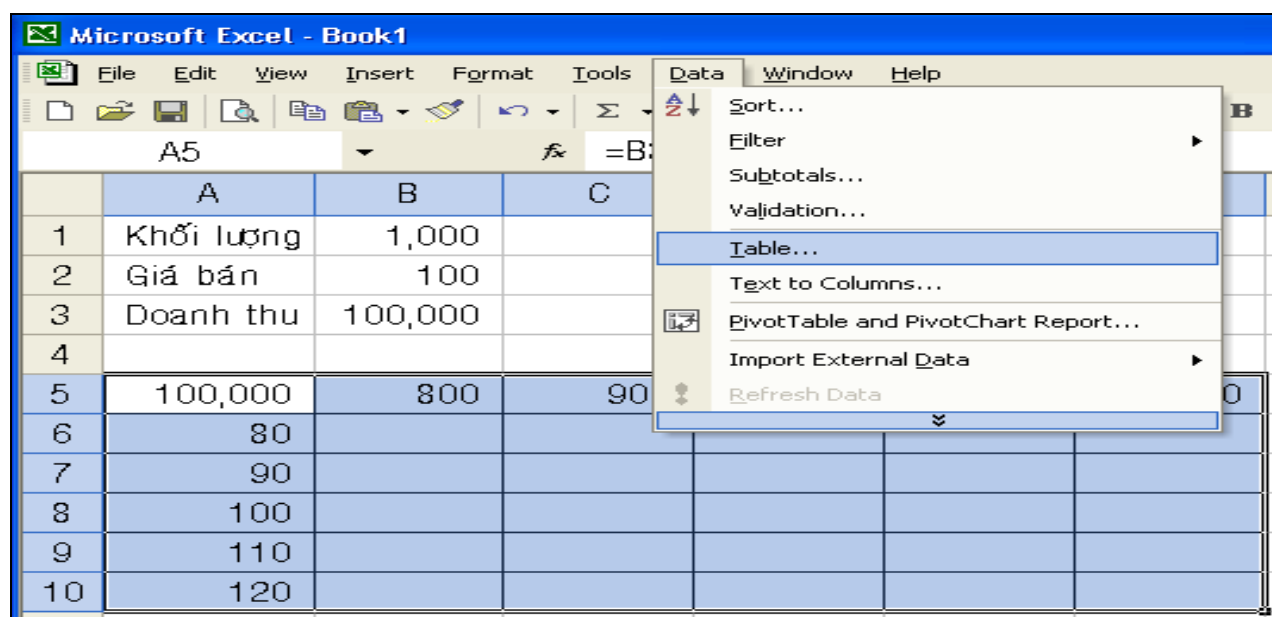 Microsoft Excel - Book1
File Edit View Insert Format Tools Data Window Help
Sort...
B
Filter
A5 fx =B
Subtotals...
A B C
Validation...
1 Khối lượng 1,000
Table...
2 Giá bán 100
Text to Columns...
3 Doanh thu 100,000
PivotTable and PivotChart Report...
4
Import External Data
5 100,000 800 90 0
Refresh Data
6 80
7 90
8 100
9 110
10 120